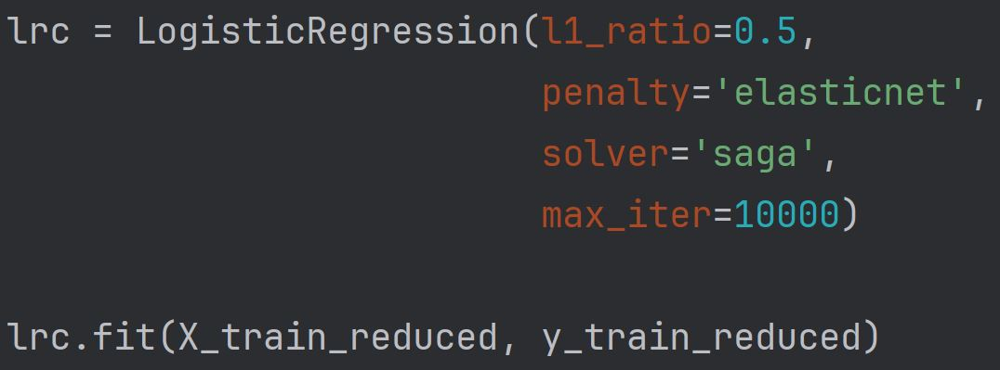 lrc = LogisticRegression(l1_ratio=0.5,
penalty='elasticnet',
solver='saga',
max_iter=10000)
lrc.fit(X_train_reduced, y_train_reduced)